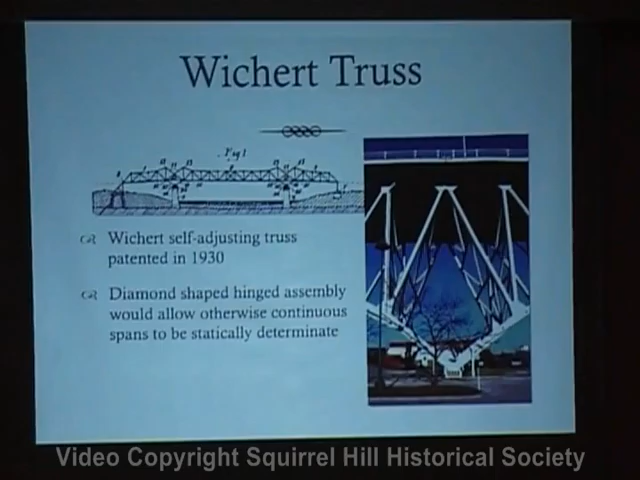 Wichert Truss
Fig 1
Wichert self-adjusting truss
patented in 1930
Diamond shaped hinged assembly
would allow otherwise continuous
spans to be statically determinate
Video Copyright Squirrel Hill Historical Society